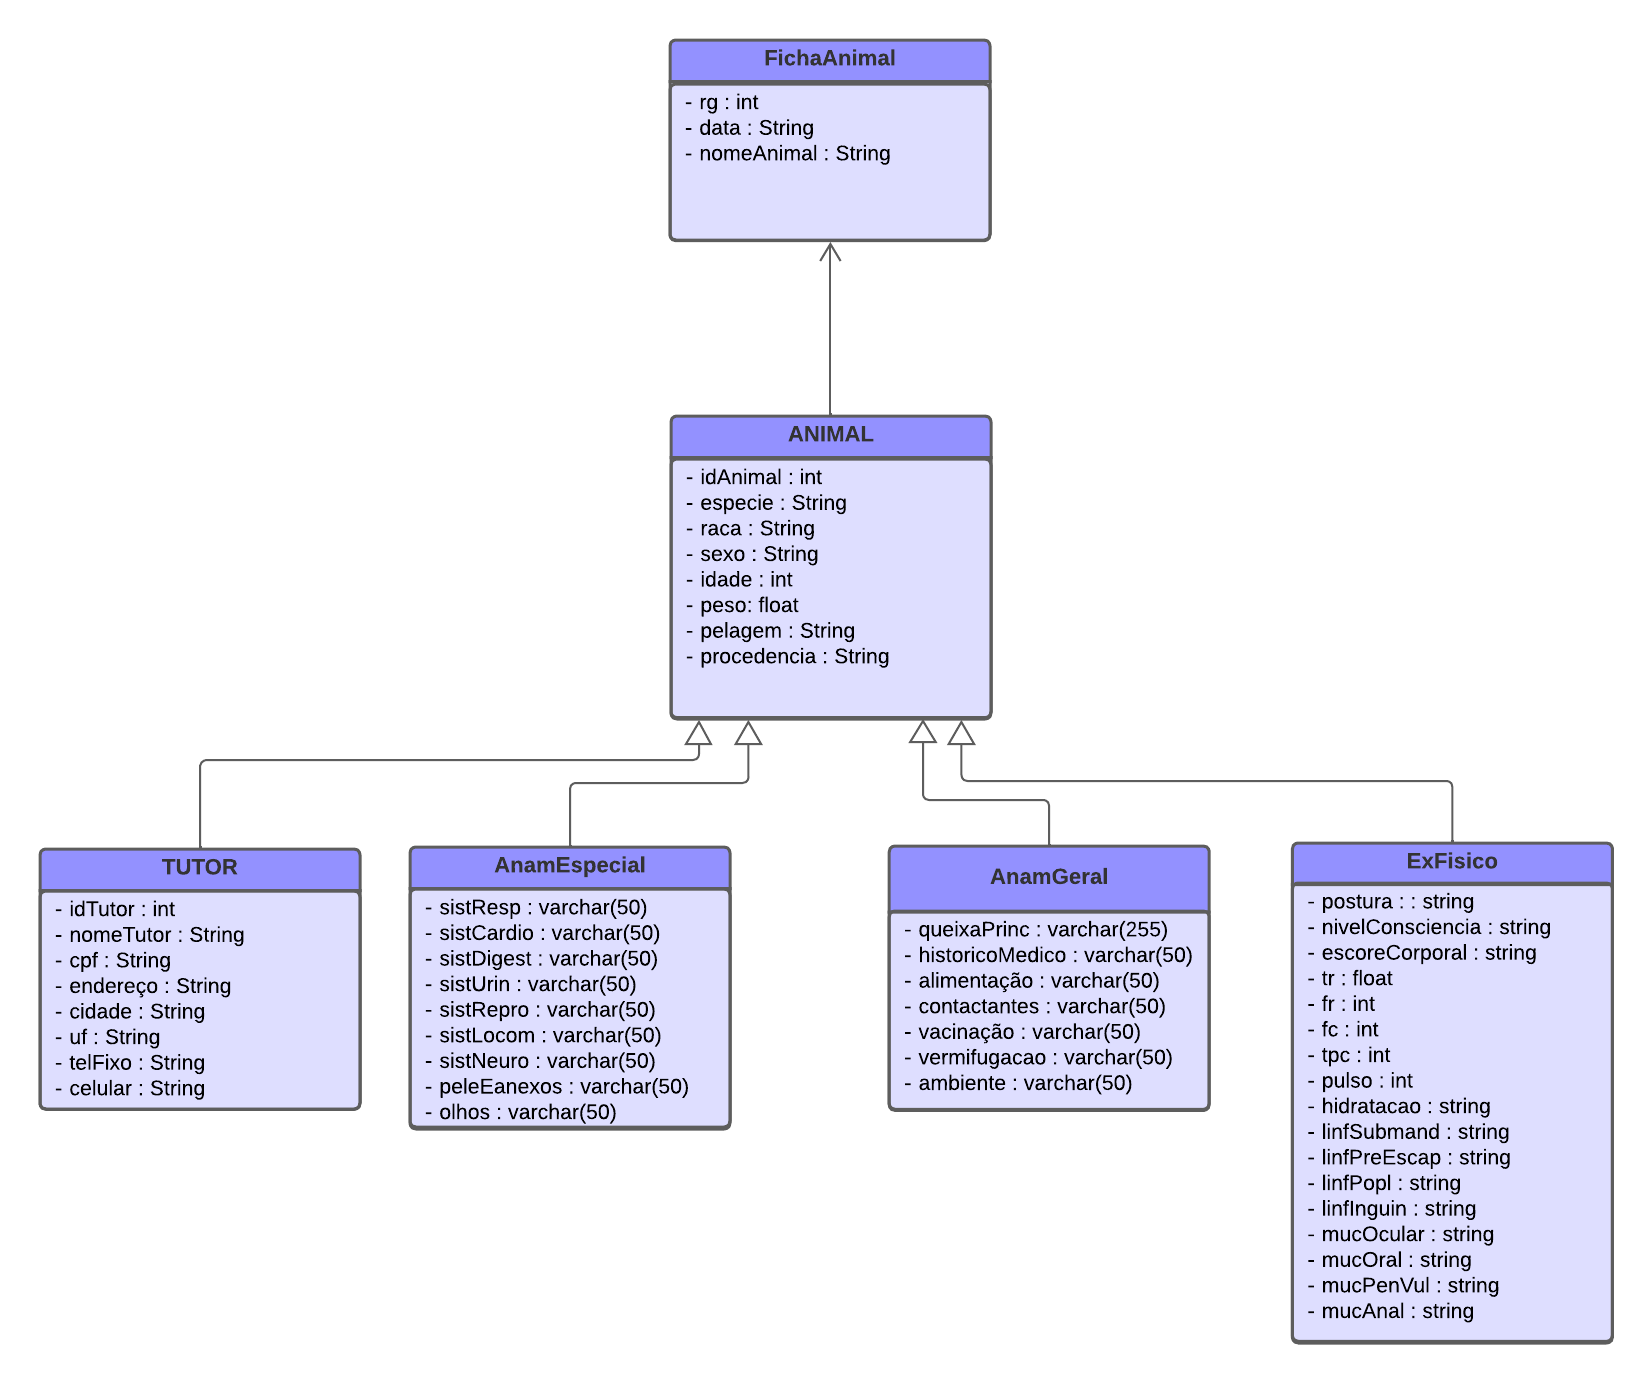 FichaAnimal
- rg : int
- data : String
- nomeAnimal : String
ANIMAL
- idAnimal : int
- especie : String
- raca : String
- sexo : String
- idade : int
- peso: float
- pelagem : String
- procedencia : String
TUTOR
- idTutor : int
- nomeTutor : String
- cpf : String
- endereço : String
- cidade : String
- uf : String
- telFixo : String
- celular : String
AnamEspecial
- sistResp : varchar(50)
- sistCardio : varchar(50)
- sistDigest : varchar(50)
- sistUrin : varchar(50)
- sistRepro : varchar(50)
- sistLocom : varchar(50)
- sistNeuro : varchar(50)
- peleEanexos : varchar(50)
- olhos : varchar(50)
AnamGeral
- queixaPrinc : varchar(255)
- historicoMedico : varchar(50)
- alimentação : varchar(50)
- contactantes : varchar(50)
- vacinação : varchar(50)
- vermifugacao : varchar(50)
- ambiente : varchar(50)
ExFisico
- postura : : string
- nivelConsciencia : string
- escoreCorporal : string
- tr : float
- fr : int
- fc : int
- tpc : int
- pulso : int
- hidratacao : string
- linfSubmand : string
- linfPreEscap : string
- linfPopl : string
- linfInguin : string
- mucOcular : string
- mucOral : string
- mucPenVul : string
- mucAnal : string